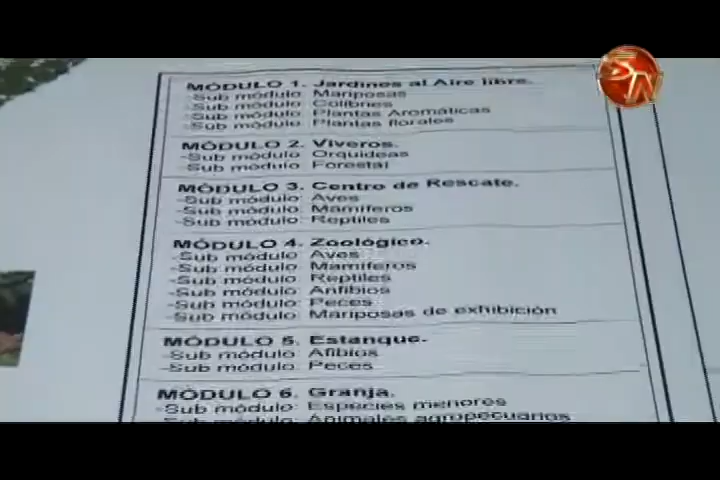 MÓDULO 1. Jardines al Aire libre.
-Sub módulo: Mariposas
-Sub módulo: Colibríes
-Sub módulo: Plantas Aromáticas
-Sub módulo: Plantas florales
MÓDULO 2. Viveros.
-Sub módulo: Orquídeas
-Sub módulo: Forestal
MÓDULO 3. Centro de Rescate.
-Sub módulo: Aves
-Sub módulo: Mamíferos
-Sub módulo: Reptiles
MÓDULO 4. Zoológico.
-Sub módulo: Aves
-Sub módulo: Mamíferos
-Sub módulo: Reptiles
-Sub módulo: Anfibios
-Sub módulo: Peces
-Sub módulo: Mariposas de exhibición
MÓDULO 5. Estanque.
-Sub módulo: Afibios
-Sub módulo: Peces
MÓDULO 6. Granja.
-Sub módulo: Especies menores
-Sub módulo: Animales agropecuarios